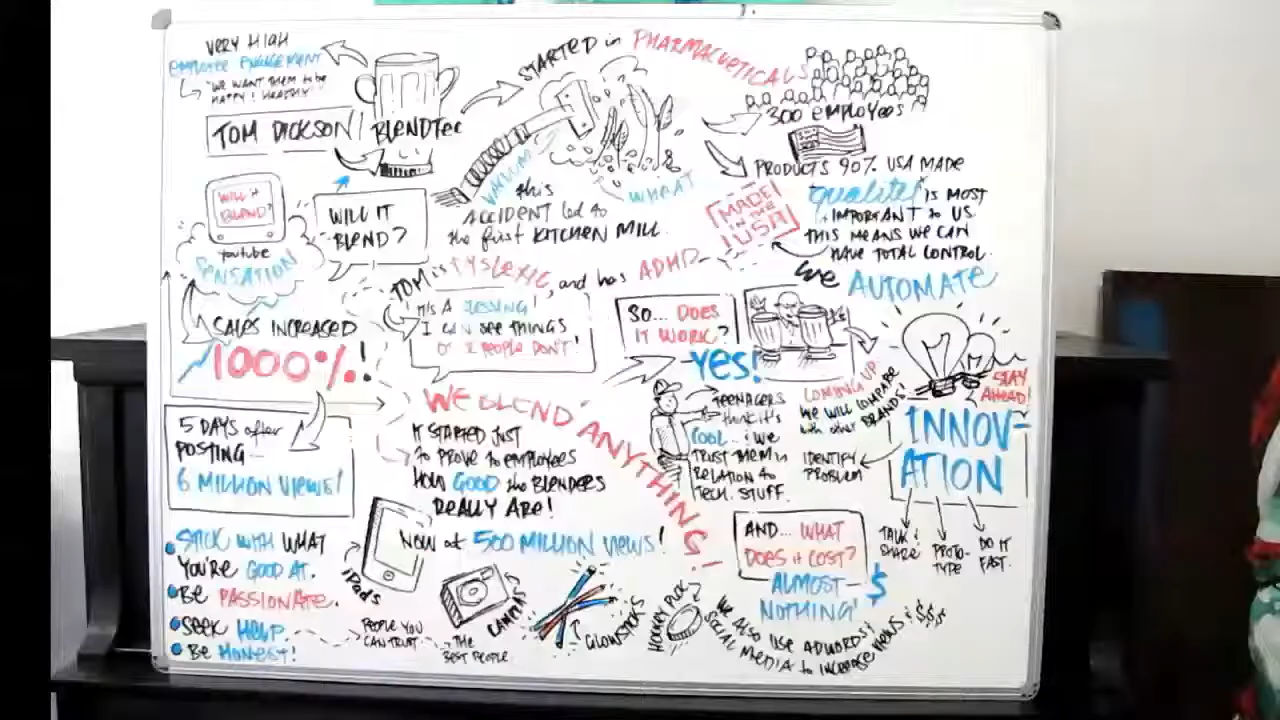 VERY HIGH
EMPLOYEE ENGAGEMENT
"WE WANT THEM to be
HAPPY! HEALTHY
TOM DICKSON / BLENDTEC
STARTED in PHARMACUETICALS
VACUUM
WHEAT
this
ACCIDENT led to
the first KITCHEN MILL.
300 EMPLOYEES
PRODUCTS 90% USA MADE
MADE
IN THE
USA
QUALITY IS MOST
IMPORTANT to US
THIS MEANS WE CAN
HAVE TOTAL CONTROL.
WE AUTOMATE
WILL it
BLEND?
youtube
SENSATION
WILL IT
BLEND?
SALES INCREASED
1000%!
5 DAYS after
POSTING
6 MILLION VIEWS!
TOM is TYSLEXIC, and has ADHD
IT'S A
I CAN SEE THINGS
PEOPLE DON'T!
"WE BLEND ANYTHING!
IT STARTED JUST
to PROVE to EMPLOYEES
HOW GOOD the BLENDERS
REALLY ARE!
NOW at 500 MILLION VIEWS!
iPads
CAMERAS
GLOWSTICKS
HOCKEY PUCK
SO... DOES
IT WORK?
YES!
TEENAGERS
think it's
COOL... WE
TRUST THEM in
RELATION to
TECH. STUFF.
COMING UP
WE WILL COMPARE
with other BRANDS!
IDENTIFY
PROBLEM
STAY
AHEAD!
INNOV-
ATION
TALK &
SHARE
PROTO-
TYPE
DO IT
FAST.
AND... WHAT
DOES it COST?
ALMOST
NOTHING!
$
WE ALSO USE ADWORDS &
SOCIAL MEDIA to INCREASE VIEWS & $$$
STICK WITH WHAT
YOU'RE GOOD AT.
BE PASSIONATE.
SEEK HELP.
PEOPLE YOU
CAN TRUST
THE
BEST PEOPLE
BE HONEST!